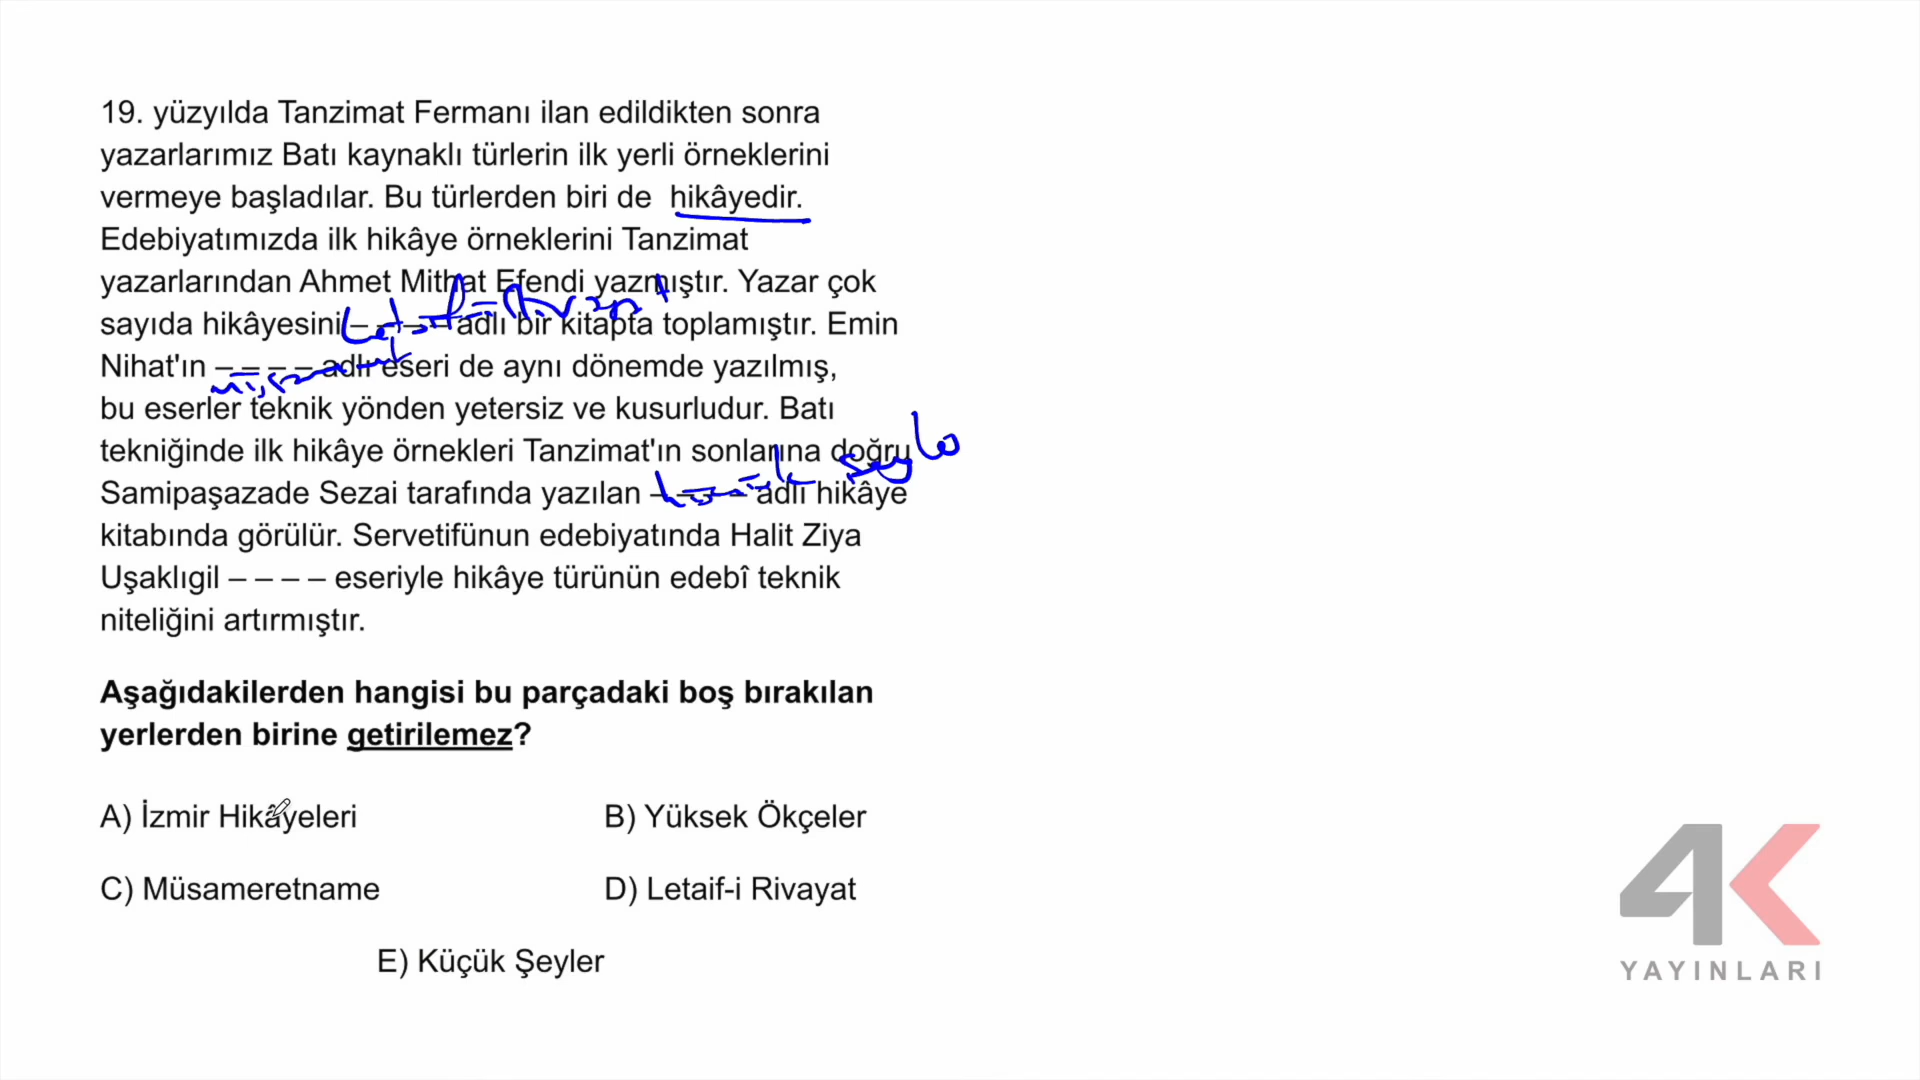 19. yüzyılda Tanzimat Fermanı ilan edildikten sonra
yazarlarımız Batı kaynaklı türlerin ilk yerli örneklerini
vermeye başladılar. Bu türlerden biri de hikâyedir.
Edebiyatımızda ilk hikâye örneklerini Tanzimat
yazarlarından Ahmet Mithat Efendi yazmıştır. Yazar çok
sayıda hikâyesini – – – – adlı bir kitapta toplamıştır. Emin
Nihat'ın – – – – adlı eseri de aynı dönemde yazılmış,
bu eserler teknik yönden yetersiz ve kusurludur. Batı
tekniğinde ilk hikâye örnekleri Tanzimat'ın sonlarına doğru
Samipaşazade Sezai tarafında yazılan – – – – adlı hikâye
kitabında görülür. Servetifünun edebiyatında Halit Ziya
Uşaklıgil – – – – eseriyle hikâye türünün edebî teknik
niteliğini artırmıştır.
Aşağıdakilerden hangisi bu parçadaki boş bırakılan
yerlerden birine getirilemez?
A) İzmir Hikâyeleri
B) Yüksek Ökçeler
C) Müsameretname
D) Letaif-i Rivayat
E) Küçük Şeyler
4K
YAYINLARI